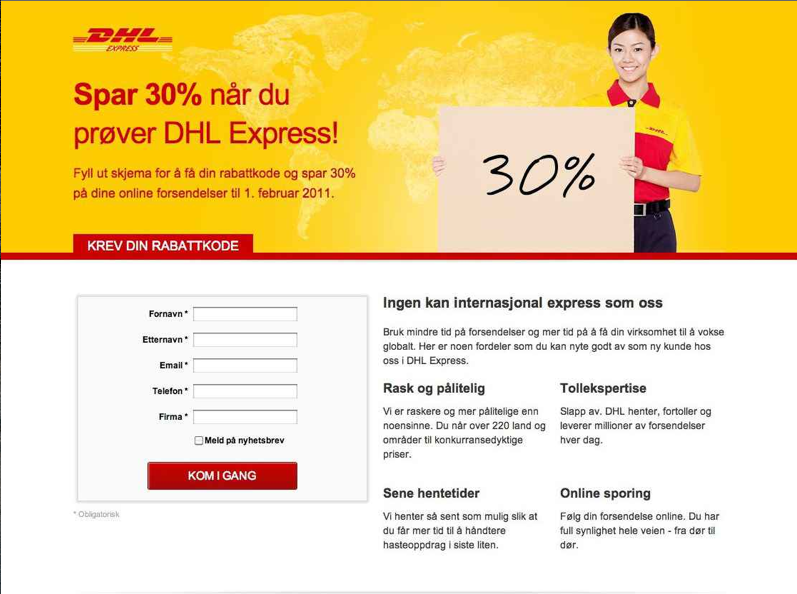 DHL
EXPRESS
Spar 30% når du
prøver DHL Express!
Fyll ut skjema for å få din rabattkode og spar 30%
på dine online forsendelser til 1. februar 2011.
30%
KREV DIN RABATTKODE
Fornavn *
Etternavn *
Email *
Telefon *
Firma *
Meld på nyhetsbrev
KOM I GANG
* Obligatorisk
Ingen kan internasjonal express som oss
Bruk mindre tid på forsendelser og mer tid på å få din virksomhet til å vokse
globalt. Her er noen fordeler som du kan nyte godt av som ny kunde hos
oss i DHL Express.
Rask og pålitelig
Vi er raskere og mer pålitelige enn
noensinne. Du når over 220 land og
områder til konkurransedyktige
priser.
Tollekspertise
Slapp av. DHL henter, fortoller og
leverer millioner av forsendelser
hver dag.
Sene hentetider
Vi henter så sent som mulig slik at
du får mer tid til å håndtere
hasteoppdrag i siste liten.
Online sporing
Følg din forsendelse online. Du har
full synlighet hele veien - fra dør til
dør.